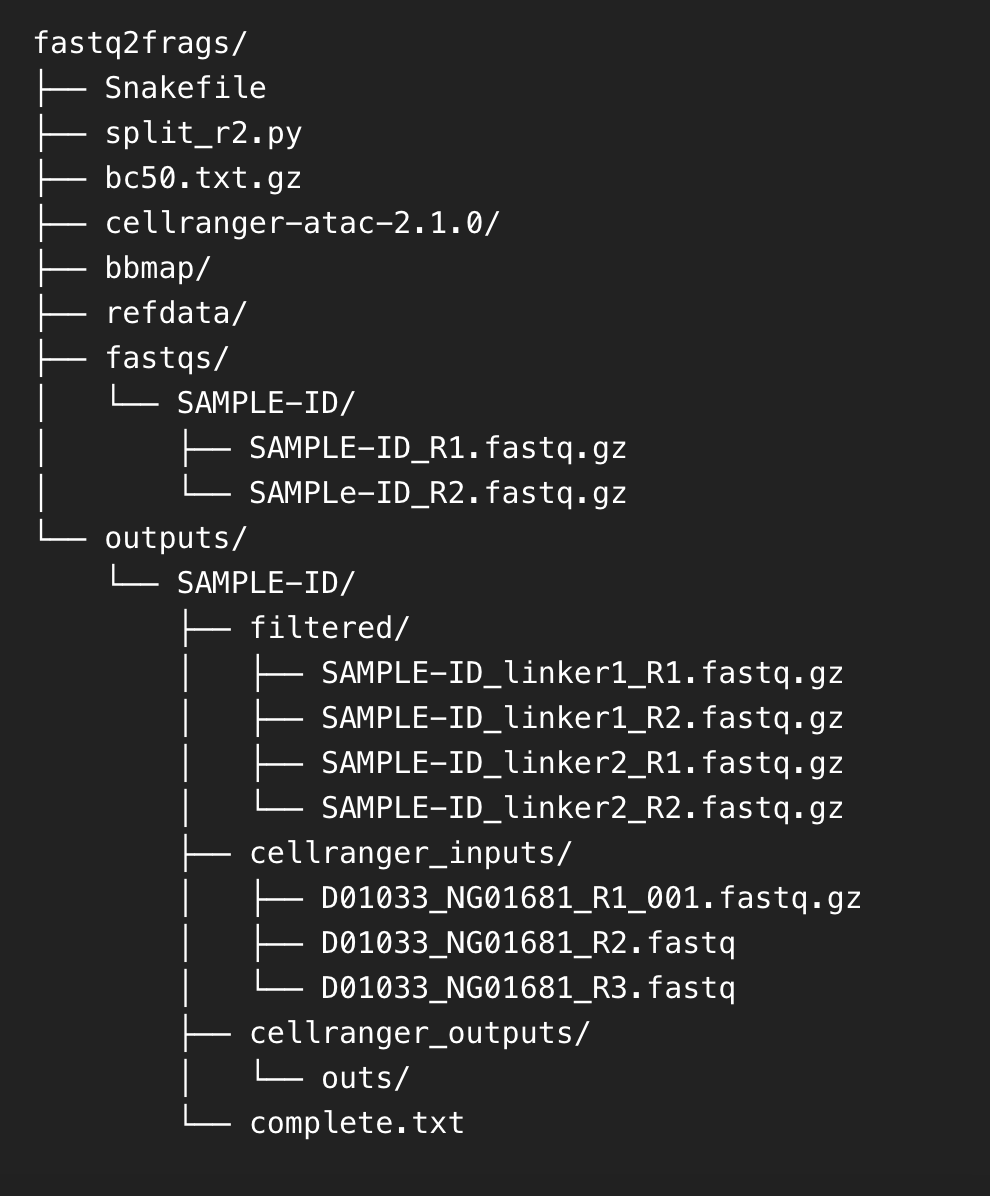 fastq2frags/
├── Snakefile
├── split_r2.py
├── bc50.txt.gz
├── cellranger-atac-2.1.0/
├── bbmap/
├── refdata/
├── fastqs/
│   └── SAMPLE-ID/
│       ├── SAMPLE-ID_R1.fastq.gz
│       └── SAMPLe-ID_R2.fastq.gz
└── outputs/
    └── SAMPLE-ID/
        ├── filtered/
        │   ├── SAMPLE-ID_linker1_R1.fastq.gz
        │   ├── SAMPLE-ID_linker1_R2.fastq.gz
        │   ├── SAMPLE-ID_linker2_R1.fastq.gz
        │   └── SAMPLE-ID_linker2_R2.fastq.gz
        ├── cellranger_inputs/
        │   ├── D01033_NG01681_R1_001.fastq.gz
        │   ├── D01033_NG01681_R2.fastq
        │   └── D01033_NG01681_R3.fastq
        ├── cellranger_outputs/
        │   └── outs/
        └── complete.txt